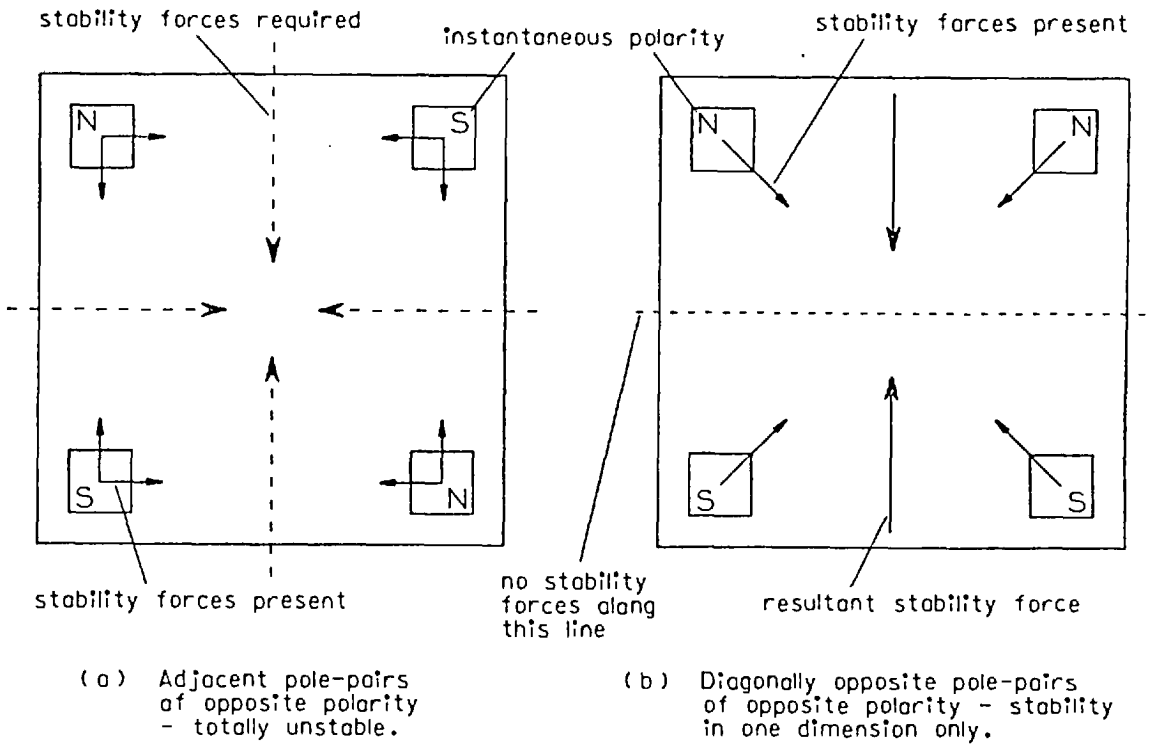 stability forces required
instantaneous polarity
stability forces present
N
S
N
N
S
N
S
S
stability forces present
no stability
forces along
this line
resultant stability force
(a) Adjacent pole-pairs
of opposite polarity
- totally unstable.
(b) Diagonally opposite pole-pairs
of opposite polarity - stability
in one dimension only.